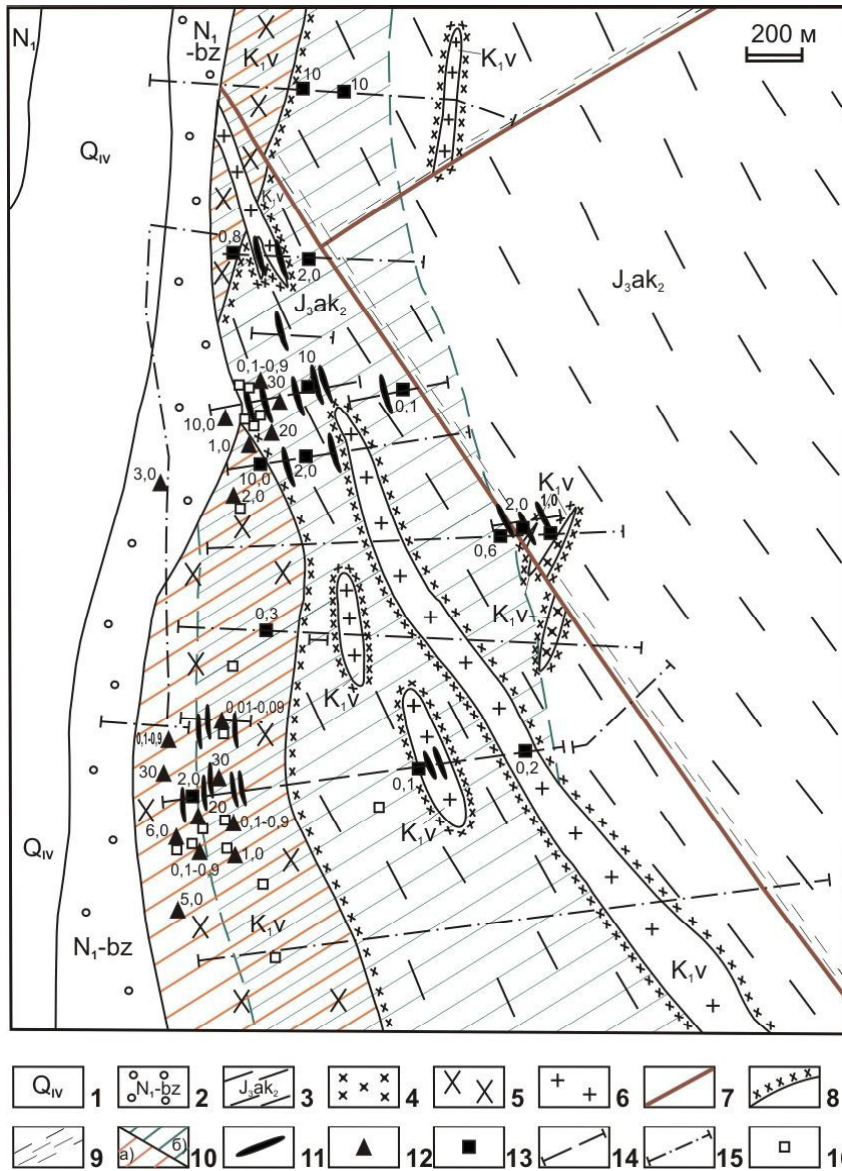 N₁
N₁
-bz
K₁v
K₁v
200 м
10
10
Q_IV
K₁v
0,8
2,0
J₃ak₂
J₃ak₂
0,1-0,9
10
30
0,1
10,0
20
1,0
2,0
10,0
3,0
2,0
K₁v
2,0
1,0
0,6
0,3
K₁v
K₁v
0,01-0,09
0,1-0,9
30
30
2,0
0,2
0,1
20
6,0
0,1-0,9
K₁v
Q_IV
0,1-0,9
1,0
5,0
K₁v
N₁-bz
K₁v
Q_IV 1 N₁-bz 2 J₃ak₂ 3 4 5 6 7 8
9 а) б) 10 11 12 13 14 15 16